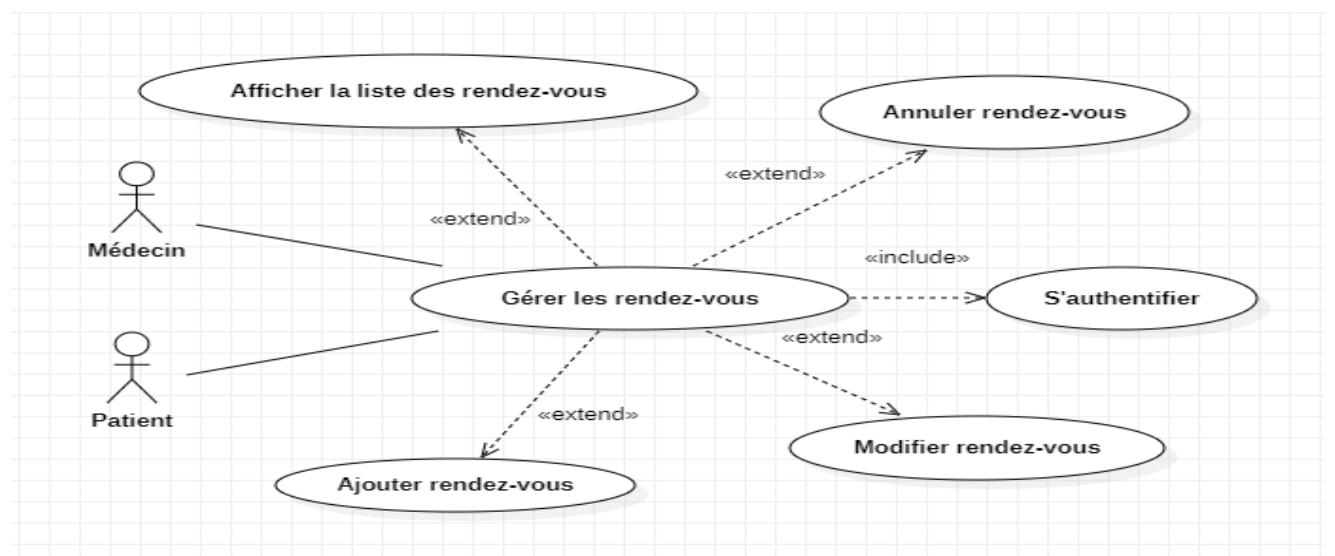 Afficher la liste des rendez-vous
Annuler rendez-vous
«extend»
«extend»
Médecin
«include»
Gérer les rendez-vous
S'authentifier
«extend»
Patient
«extend»
Modifier rendez-vous
Ajouter rendez-vous